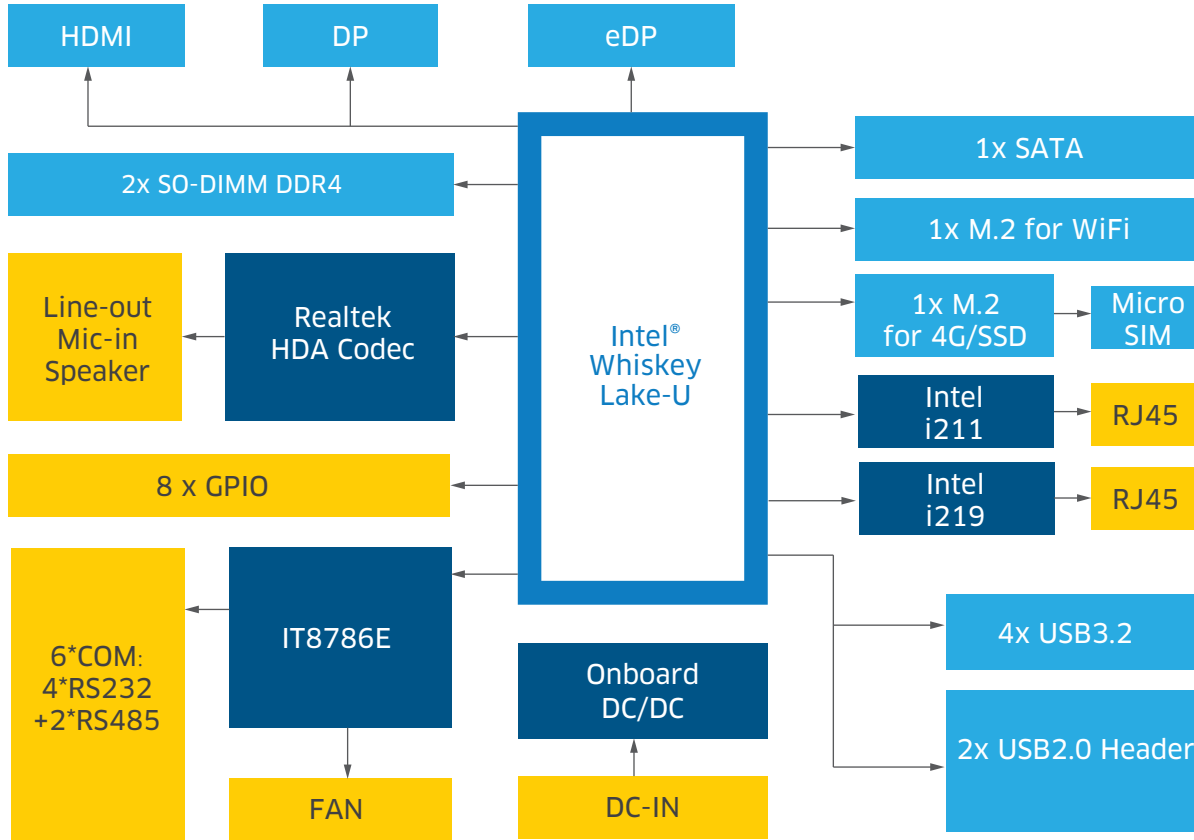 HDMI
DP
eDP
1x SATA
2x SO-DIMM DDR4
1x M.2 for WiFi
Line-out
Mic-in
Speaker
Realtek
HDA Codec
Intel®
Whiskey
Lake-U
1x M.2
for 4G/SSD
Micro
SIM
Intel
i211
RJ45
8 x GPIO
Intel
i219
RJ45
6*COM:
4*RS232
+2*RS485
IT8786E
Onboard
DC/DC
4x USB3.2
2x USB2.0 Header
FAN
DC-IN